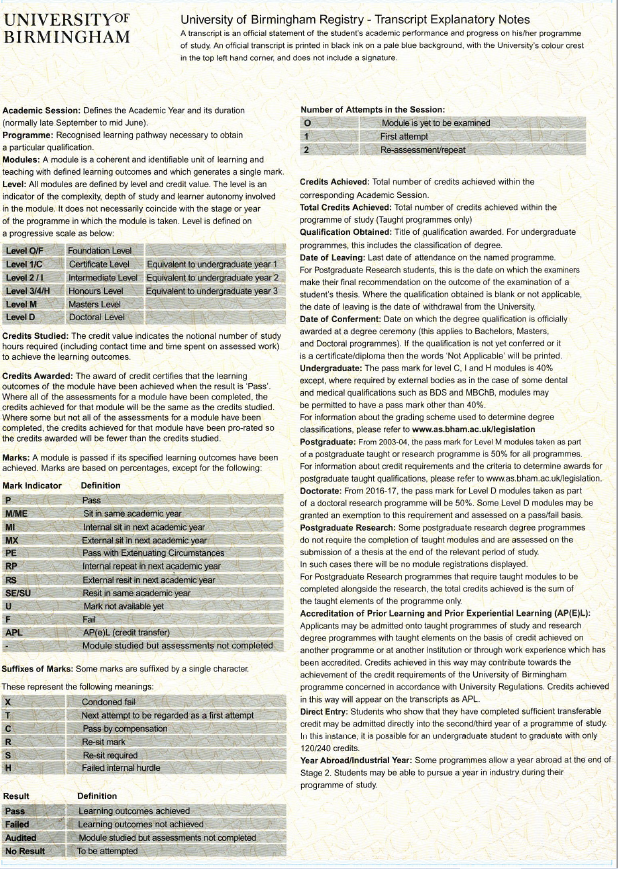 UNIVERSITY OF
BIRMINGHAM
University of Birmingham Registry - Transcript Explanatory Notes
A transcript is an official statement of the student's academic performance and progress on his/her programme
of study. An official transcript is printed in black ink on a pale blue background, with the University's colour crest
in the top left hand corner, and does not include a signature.
Academic Session: Defines the Academic Year and its duration
(normally late September to mid June).
Programme: Recognised learning pathway necessary to obtain
a particular qualification.
Modules: A module is a coherent and identifiable unit of learning and
teaching with defined learning outcomes and which generates a single mark.
Level: All modules are defined by level and credit value. The level is an
indicator of the complexity, depth of study and learner autonomy involved
in the module. It does not necessarily coincide with the stage or year
of the programme in which the module is taken. Level is defined on
a progressive scale as below:
Level O/F Foundation Level
Level 1/C Certificate Level Equivalent to undergraduate year 1
Level 2 / I Intermediate Level Equivalent to undergraduate year 2
Level 3/4/H Honours Level Equivalent to undergraduate year 3
Level M Masters Level
Level D Doctoral Level
Credits Studied: The credit value indicates the notional number of study
hours required (including contact time and time spent on assessed work)
to achieve the learning outcomes.
Credits Awarded: The award of credit certifies that the learning
outcomes of the module have been achieved when the result is 'Pass'.
Where all of the assessments for a module have been completed, the
credits achieved for that module will be the same as the credits studied.
Where some but not all of the assessments for a module have been
completed, the credits achieved for that module have been pro-rated so
the credits awarded will be fewer than the credits studied.
Marks: A module is passed if its specified learning outcomes have been
achieved. Marks are based on percentages, except for the following:
Mark Indicator Definition
P Pass
M/ME Sit in same academic year
MI Internal sit in next academic year
MX External sit in next academic year
PE Pass with Extenuating Circumstances
RP Internal repeat in next academic year
RS External resit in next academic year
SE/SU Resit in same academic year
U Mark not available yet
F Fail
APL AP(e)L (credit transfer)
- Module studied but assessments not completed
Suffixes of Marks: Some marks are suffixed by a single character.
These represent the following meanings:
X Condoned fail
T Next attempt to be regarded as a first attempt
C Pass by compensation
R Re-sit mark
S Re-sit required
H Failed internal hurdle
Result Definition
Pass Learning outcomes achieved
Failed Learning outcomes not achieved
Audited Module studied but assessments not completed
No Result To be attempted
Number of Attempts in the Session:
O Module is yet to be examined
1 First attempt
2 Re-assessment/repeat
Credits Achieved: Total number of credits achieved within the
corresponding Academic Session.
Total Credits Achieved: Total number of credits achieved within the
programme of study (Taught programmes only)
Qualification Obtained: Title of qualification awarded. For undergraduate
programmes, this includes the classification of degree.
Date of Leaving: Last date of attendance on the named programme.
For Postgraduate Research students, this is the date on which the examiners
make their final recommendation on the outcome of the examination of a
student's thesis. Where the qualification obtained is blank or not applicable,
the date of leaving is the date of withdrawal from the University.
Date of Conferment: Date on which the degree qualification is officially
awarded at a degree ceremony (this applies to Bachelors, Masters,
and Doctoral programmes). If the qualification is not yet conferred or it
is a certificate/diploma then the words 'Not Applicable' will be printed.
Undergraduate: The pass mark for level C, I and H modules is 40%
except, where required by external bodies as in the case of some dental
and medical qualifications such as BDS and MBChB, modules may
be permitted to have a pass mark other than 40%.
For information about the grading scheme used to determine degree
classifications, please refer to www.as.bham.ac.uk/legislation
Postgraduate: From 2003-04, the pass mark for Level M modules taken as part
of a postgraduate taught or research programme is 50% for all programmes.
For information about credit requirements and the criteria to determine awards for
postgraduate taught qualifications, please refer to www.as.bham.ac.uk/legislation.
Doctorate: From 2016-17, the pass mark for Level D modules taken as part
of a doctoral research programme will be 50%. Some Level D modules may be
granted an exemption to this requirement and assessed on a pass/fail basis.
Postgraduate Research: Some postgraduate research degree programmes
do not require the completion of taught modules and are assessed on the
submission of a thesis at the end of the relevant period of study.
In such cases there will be no module registrations displayed.
For Postgraduate Research programmes that require taught modules to be
completed alongside the research, the total credits achieved is the sum of
the taught elements of the programme only.
Accreditation of Prior Learning and Prior Experiential Learning (AP(E)L):
Applicants may be admitted onto taught programmes of study and research
degree programmes with taught elements on the basis of credit achieved on
another programme or at another institution or through work experience which has
been accredited. Credits achieved in this way may contribute towards the
achievement of the credit requirements of the University of Birmingham
programme concerned in accordance with University Regulations. Credits achieved
in this way will appear on the transcripts as APL.
Direct Entry: Students who show that they have completed sufficient transferable
credit may be admitted directly into the second/third year of a programme of study.
In this instance, it is possible for an undergraduate student to graduate with only
120/240 credits.
Year Abroad/Industrial Year: Some programmes allow a year abroad at the end of
Stage 2. Students may be able to pursue a year in industry during their
programme of study.